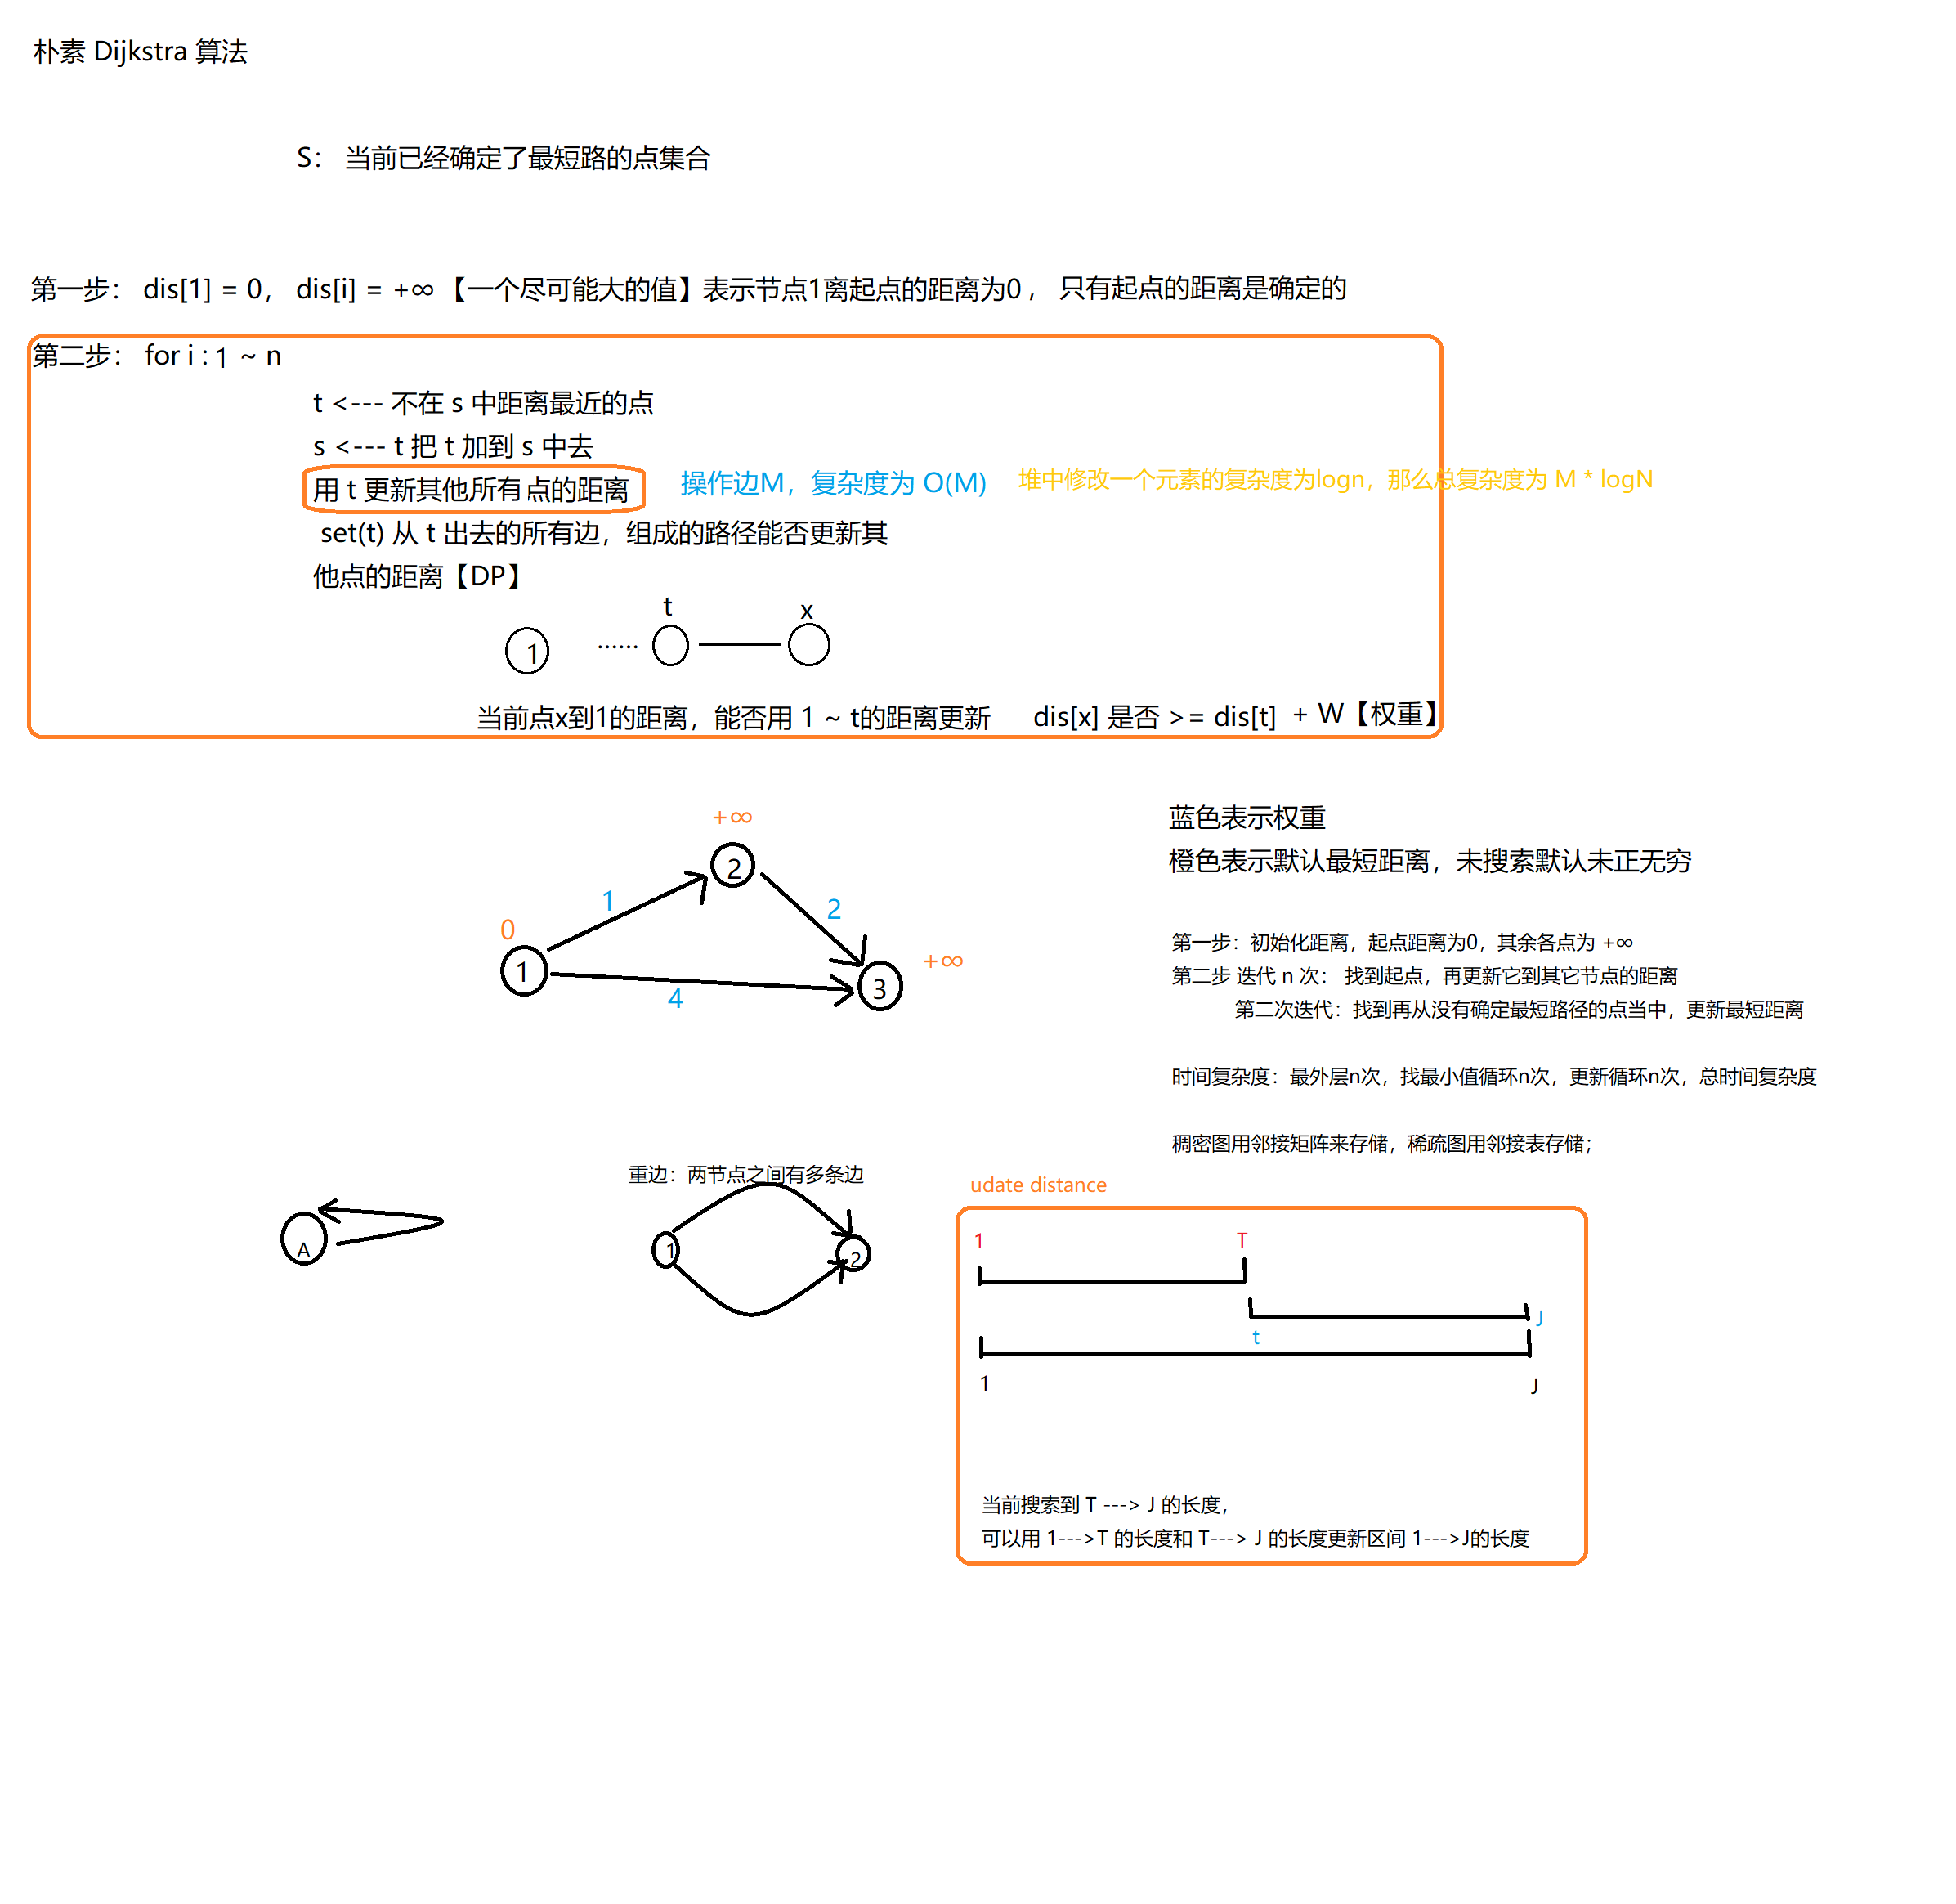 朴素 Dijkstra 算法
S： 当前已经确定了最短路的点集合
第一步： dis[1] = 0， dis[i] = +∞ 【一个尽可能大的值】表示节点1离起点的距离为0 ， 只有起点的距离是确定的
第二步： for i : 1 ~ n
t <--- 不在 s 中距离最近的点
s <--- t 把 t 加到 s 中去
用 t 更新其他所有点的距离 操作边M，复杂度为 O(M) 堆中修改一个元素的复杂度为logn，那么总复杂度为 M * logN
set(t) 从 t 出去的所有边，组成的路径能否更新其
他点的距离【DP】
t x
1 ......
当前点x到1的距离，能否用 1 ~ t的距离更新 dis[x] 是否 >= dis[t] + W【权重】
+∞
2
1 2
0
1
+∞
3
4
蓝色表示权重
橙色表示默认最短距离，未搜索默认未正无穷
第一步：初始化距离，起点距离为0，其余各点为 +∞
第二步 迭代 n 次： 找到起点，再更新它到其它节点的距离
第二次迭代：找到再从没有确定最短路径的点当中，更新最短距离
时间复杂度：最外层n次，找最小值循环n次，更新循环n次，总时间复杂度
稠密图用邻接矩阵来存储，稀疏图用邻接表存储；
重边：两节点之间有多条边
A
1 2
udate distance
1 T
J
t
1 J
当前搜索到 T ---> J 的长度，
可以用 1--->T 的长度和 T---> J 的长度更新区间 1--->J的长度